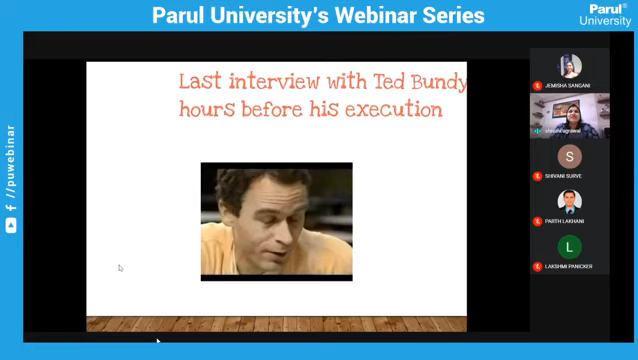 Parul University's Webinar Series
Parul®
University
Last interview with Ted Bundy
hours before his execution
JEMISHA SANGANI
S
SHIVANI SURVE
PARTH LAKHANI
L
LAKSHMI PANICKER
//puwebinar